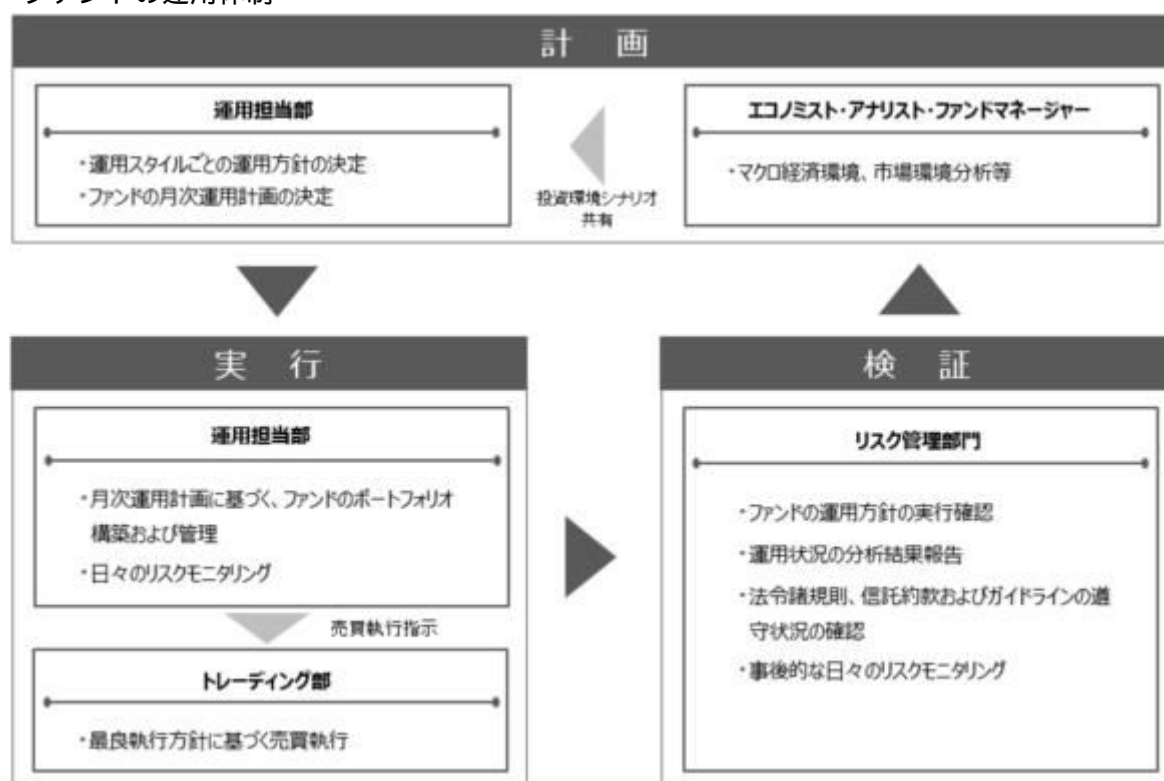 ファンドの運用体制
計 画
運用担当部
・運用スタイルごとの運用方針の決定
・ファンドの月次運用計画の決定
投資環境シナリオ
共有
エコノミスト・アナリスト・ファンドマネージャー
・マクロ経済環境、市場環境分析等
実 行
運用担当部
・月次運用計画に基づく、ファンドのポートフォリオ
構築および管理
・日々のリスクモニタリング
売買執行指示
トレーディング部
・最良執行方針に基づく売買執行
検 証
リスク管理部門
・ファンドの運用方針の実行確認
・運用状況の分析結果報告
・法令諸規則、信託約款およびガイドラインの遵
守状況の確認
・事後的な日々のリスクモニタリング